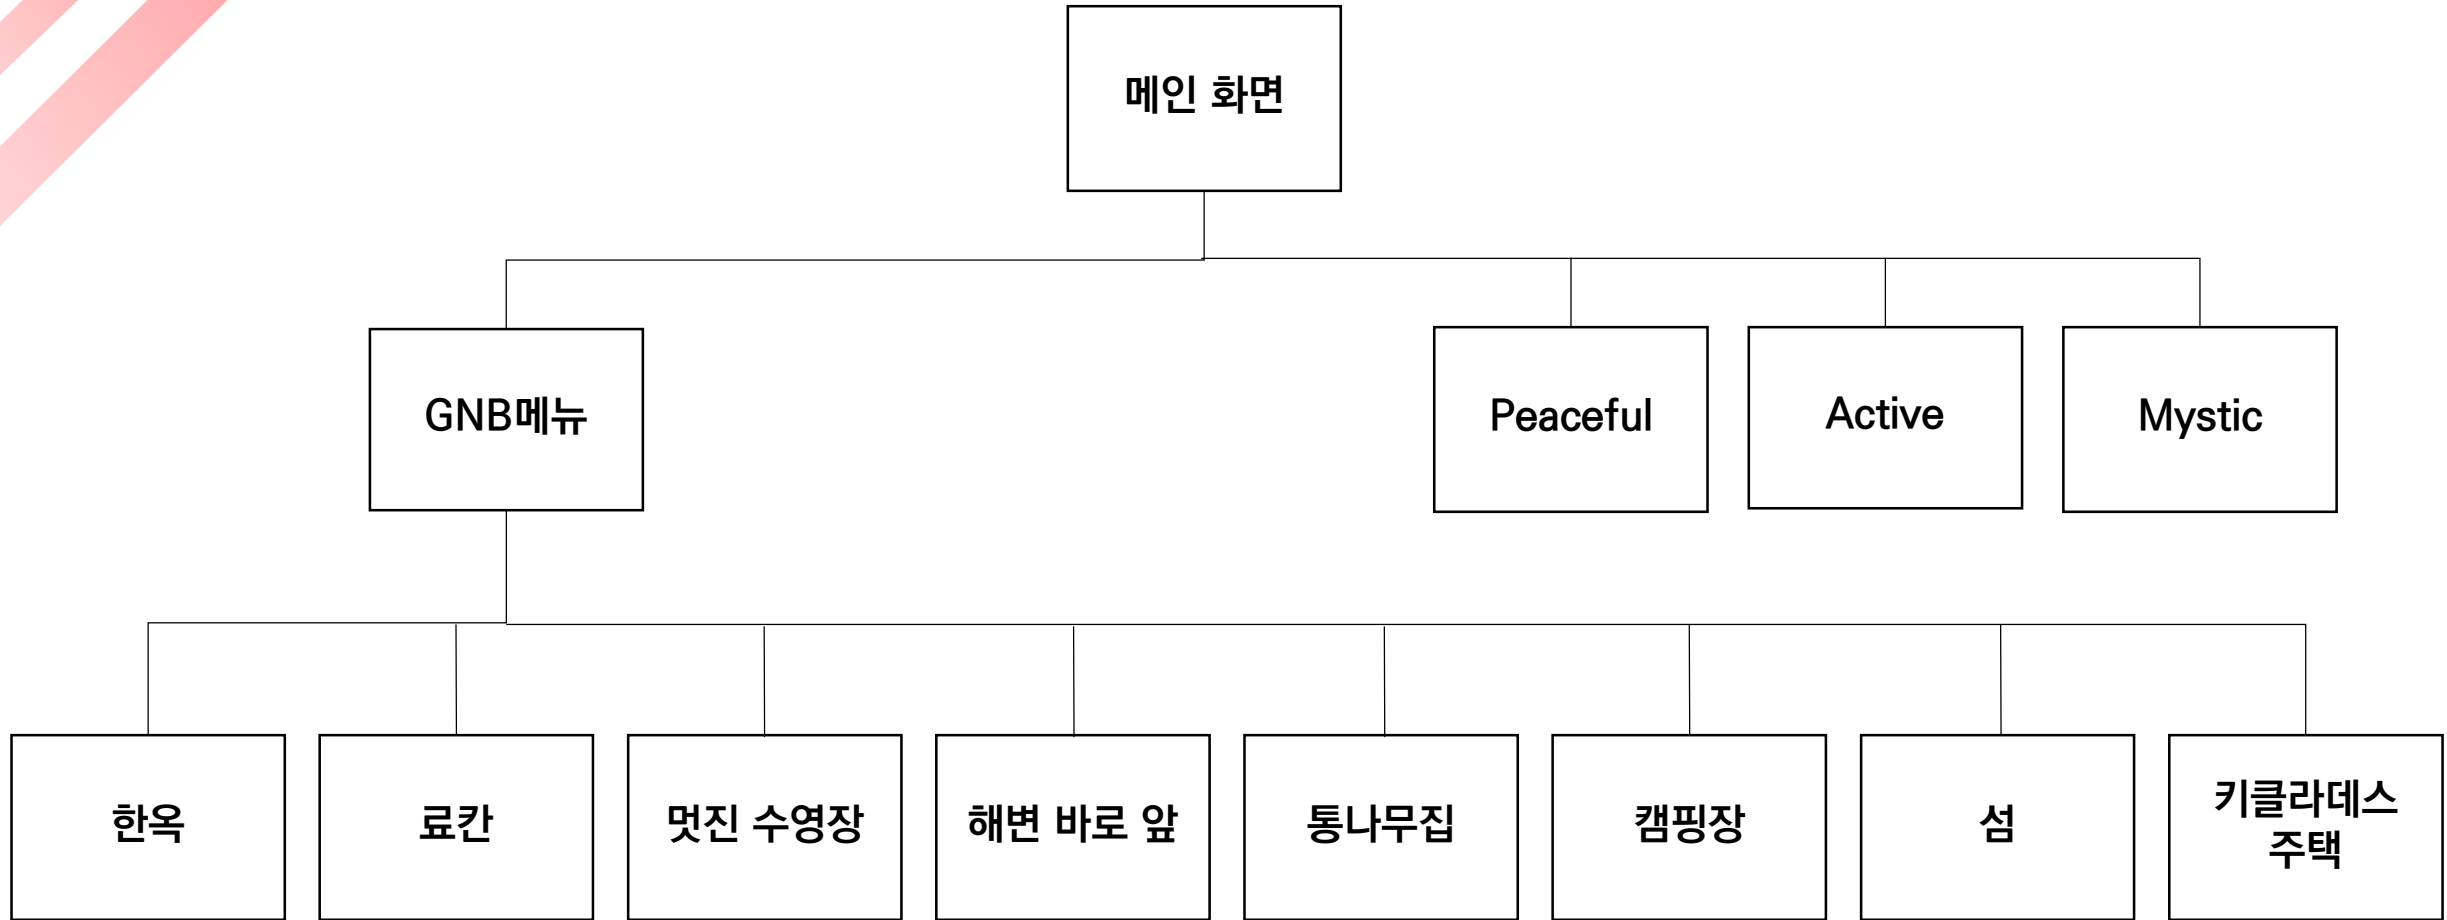 메인 화면
GNB메뉴
Peaceful
Active
Mystic
한옥
료칸
멋진 수영장
해변 바로 앞
통나무집
캠핑장
섬
키클라데스
주택